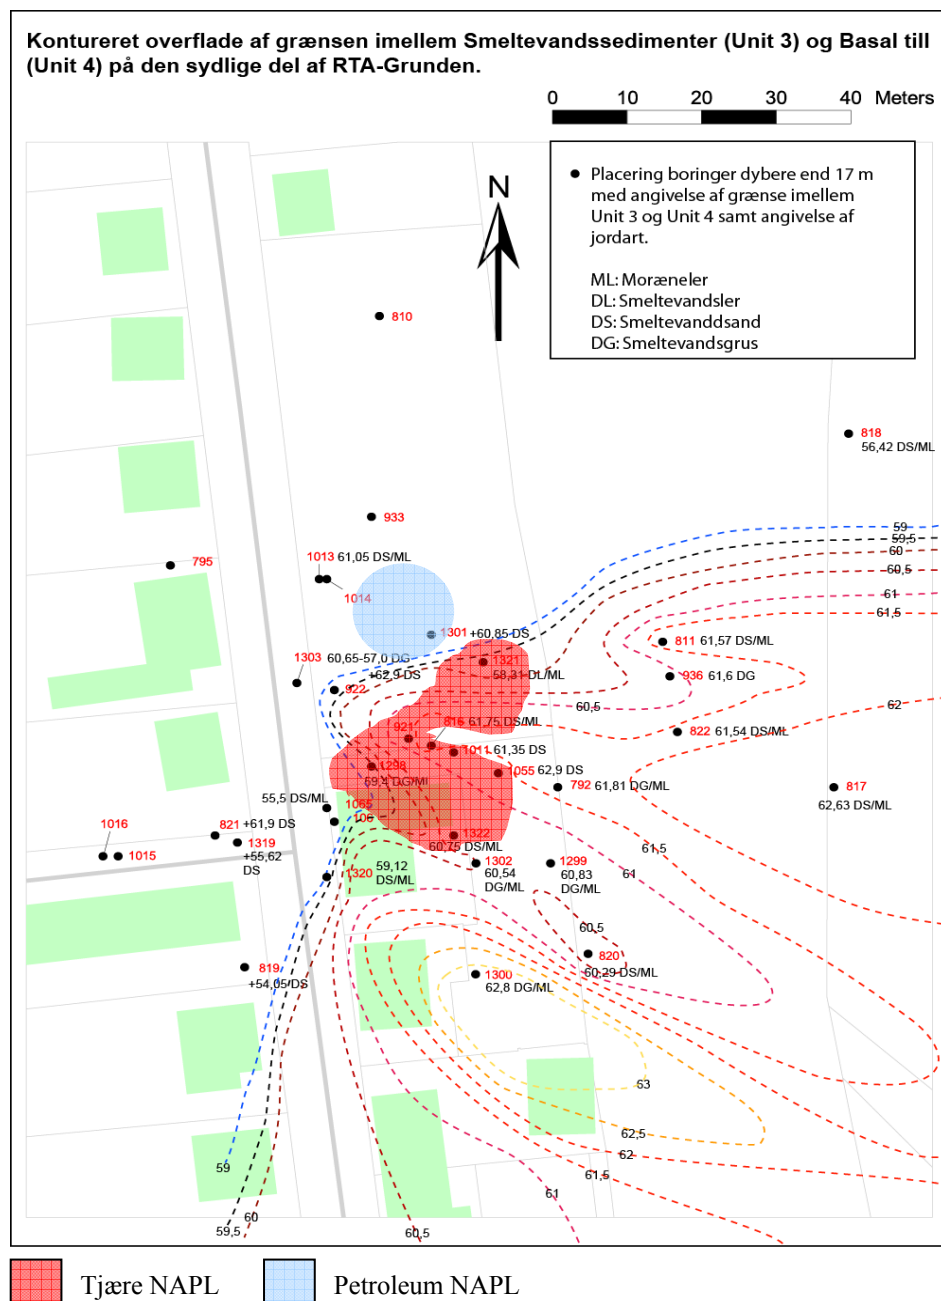 Kontureret overflade af grænsen imellem Smeltevandssedimenter (Unit 3) og Basal till
(Unit 4) på den sydlige del af RTA-Grunden.
0 10 20 30 40 Meters
N
Placering boringer dybere end 17 m
med angivelse af grænse imellem
Unit 3 og Unit 4 samt angivelse af
jordart.
ML: Moræneler
DL: Smeltevandsler
DS: Smeltevanddsand
DG: Smeltevandsgrus
810
818
56,42 DS/ML
933
59
59,5
60
60,5
61
61,5
795
1013 61,05 DS/ML
1014
1301 +60,85 DS
811 61,57 DS/ML
1303 60,65-57,0 DG
+62,9 DS
922
1321
58,31 DL/ML
936 61,6 DG
60,5
62
921
816 61,75 DS/ML
822 61,54 DS/ML
1011 61,35 DS
1298
59,4 DG/ML
1055 62,9 DS
792 61,81 DG/ML
817
62,63 DS/ML
55,5 DS/ML
1065
106
1016
821 +61,9 DS
1319
+55,62
DS
1015
1322
60,75 DS/ML
61,5
1320
59,12
DS/ML
1302
60,54
DG/ML
1299
60,83
DG/ML
61
60,5
820
60,29 DS/ML
819
+54,05 DS
1300
62,8 DG/ML
63
62,5
62
61,5
61
59
60
59,5
60,5
Tjære NAPL
Petroleum NAPL